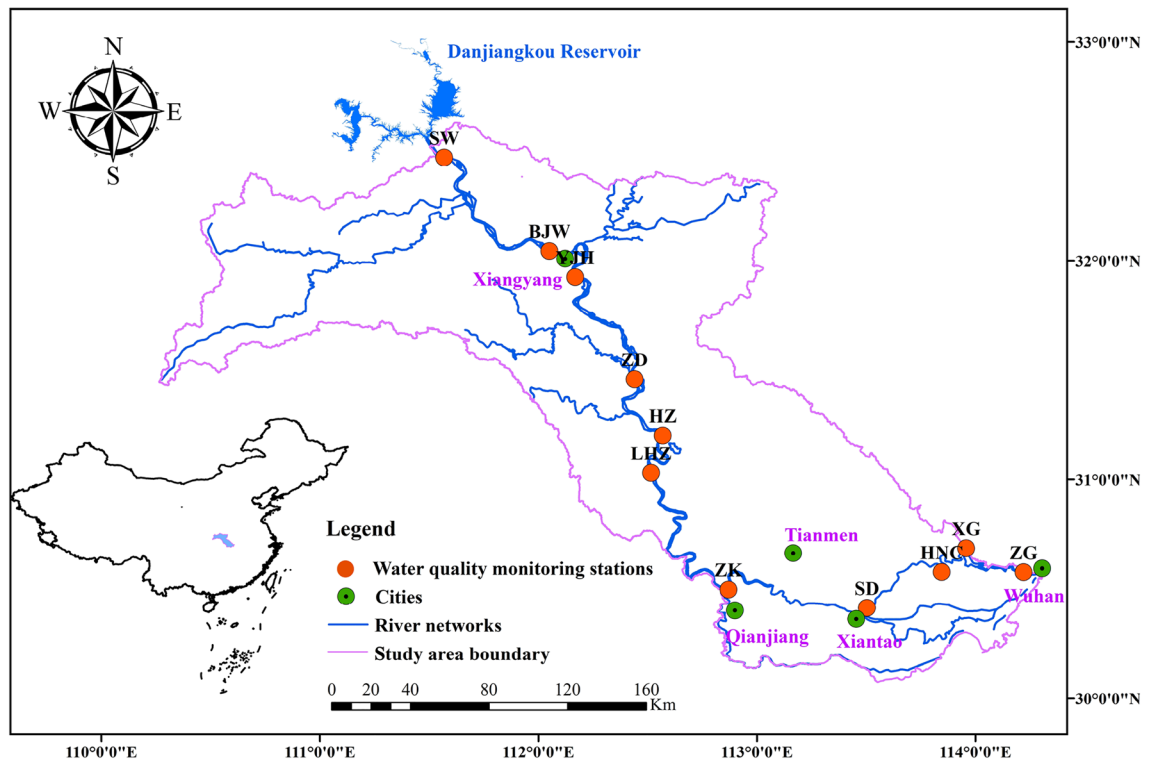 Danjiangkou Reservoir
33°0'0"N
N
W
E
S
SW
BJW
YJH
32°0'0"N
Xiangyang
ZD
HZ
LHZ
31°0'0"N
Legend
Water quality monitoring stations
Cities
River networks
Study area boundary
0 20 40 80 120 160
Km
Tianmen
XG
HNC
ZG
ZK
SD
Wuhan
Qianjiang
Xiantao
30°0'0"N
110°0'0"E
111°0'0"E
112°0'0"E
113°0'0"E
114°0'0"E